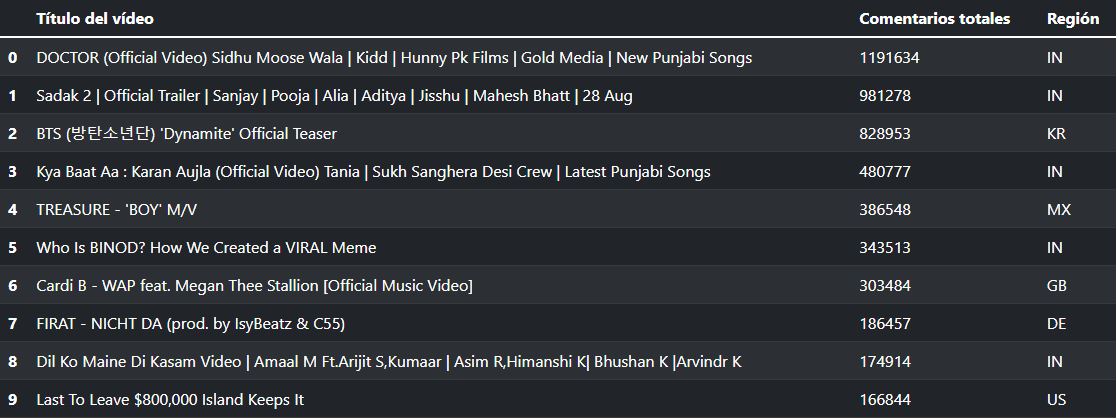 Título del vídeo Comentarios totales Región
0 DOCTOR (Official Video) Sidhu Moose Wala | Kidd | Hunny Pk Films | Gold Media | New Punjabi Songs 1191634 IN
1 Sadak 2 | Official Trailer | Sanjay | Pooja | Alia | Aditya | Jisshu | Mahesh Bhatt | 28 Aug 981278 IN
2 BTS (방탄소년단) 'Dynamite' Official Teaser 828953 KR
3 Kya Baat Aa : Karan Aujla (Official Video) Tania | Sukh Sanghera Desi Crew | Latest Punjabi Songs 480777 IN
4 TREASURE - 'BOY' M/V 386548 MX
5 Who Is BINOD? How We Created a VIRAL Meme 343513 IN
6 Cardi B - WAP feat. Megan Thee Stallion [Official Music Video] 303484 GB
7 FIRAT - NICHT DA (prod. by IsyBeatz & C55) 186457 DE
8 Dil Ko Maine Di Kasam Video | Amaal M Ft.Arijit S,Kumaar | Asim R,Himanshi K| Bhushan K |Arvindr K 174914 IN
9 Last To Leave $800,000 Island Keeps It 166844 US